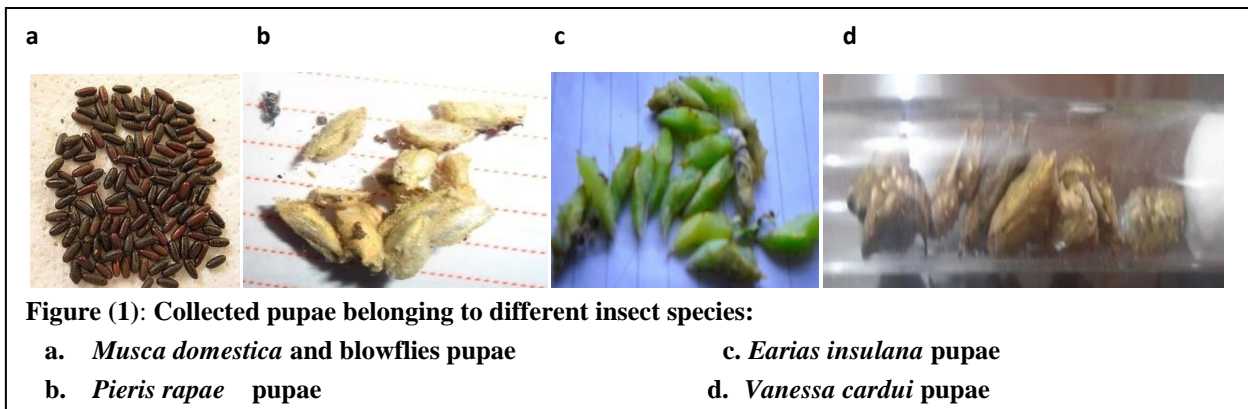 a b c d
Figure (1): Collected pupae belonging to different insect species:
a. Musca domestica and blowflies pupae c. Earias insulana pupae
b. Pieris rapae pupae d. Vanessa cardui pupae